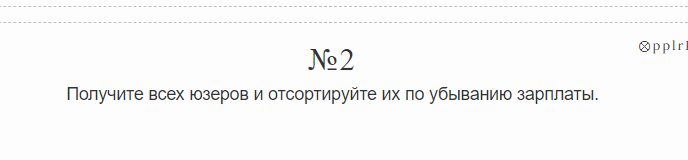 №2
Получите всех юзеров и отсортируйте их по убыванию зарплаты.